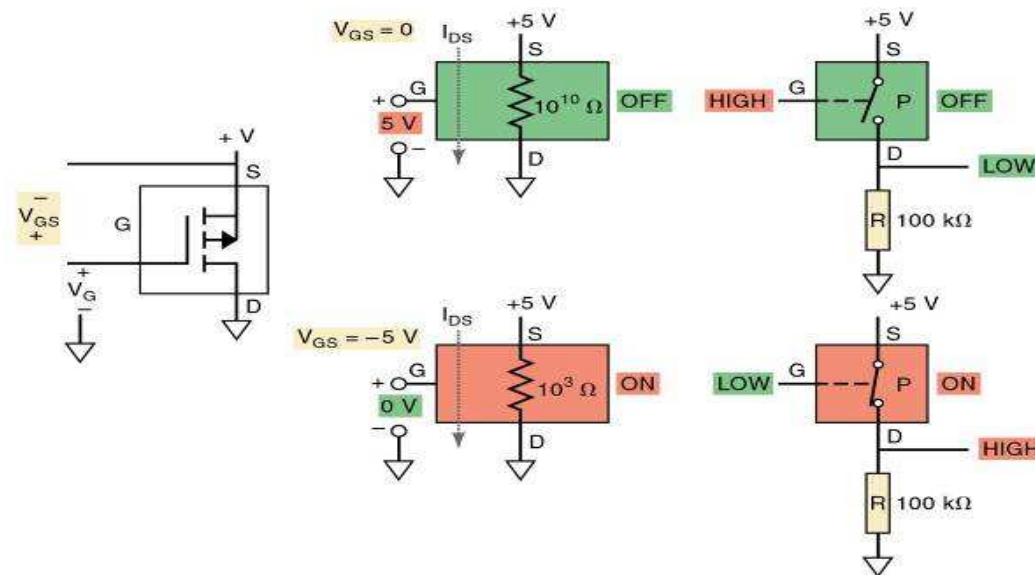 + V
S
−
V_GS
+
G
+
V_G
−
D
V_GS = 0
I_DS
+5 V
S
G
+
5 V
−
10^10 Ω
OFF
D
+5 V
S
HIGH
G
P
OFF
D
LOW
R
100 kΩ
V_GS = −5 V
I_DS
+5 V
S
G
+
0 V
−
10^3 Ω
ON
D
+5 V
S
LOW
G
P
ON
D
HIGH
R
100 kΩ